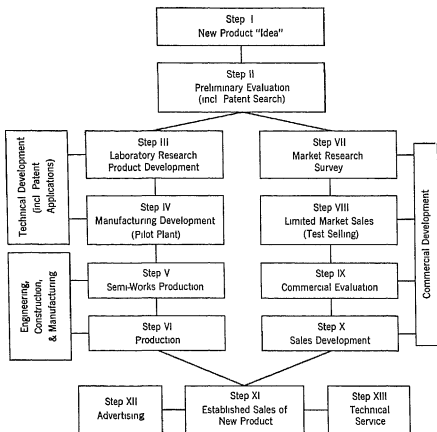 Step I
New Product "Idea"
Step II
Preliminary Evaluation
(incl Patent Search)
Technical Development
(incl Patent
Applications)
Step III
Laboratory Research
Product Development
Step IV
Manufacturing Development
(Pilot Plant)
Engineering,
Construction,
& Manufacturing
Step V
Semi-Works Production
Step VI
Production
Step VII
Market Research
Survey
Step VIII
Limited Market Sales
(Test Selling)
Step IX
Commercial Evaluation
Step X
Sales Development
Commercial Development
Step XII
Advertising
Step XI
Established Sales of
New Product
Step XIII
Technical
Service